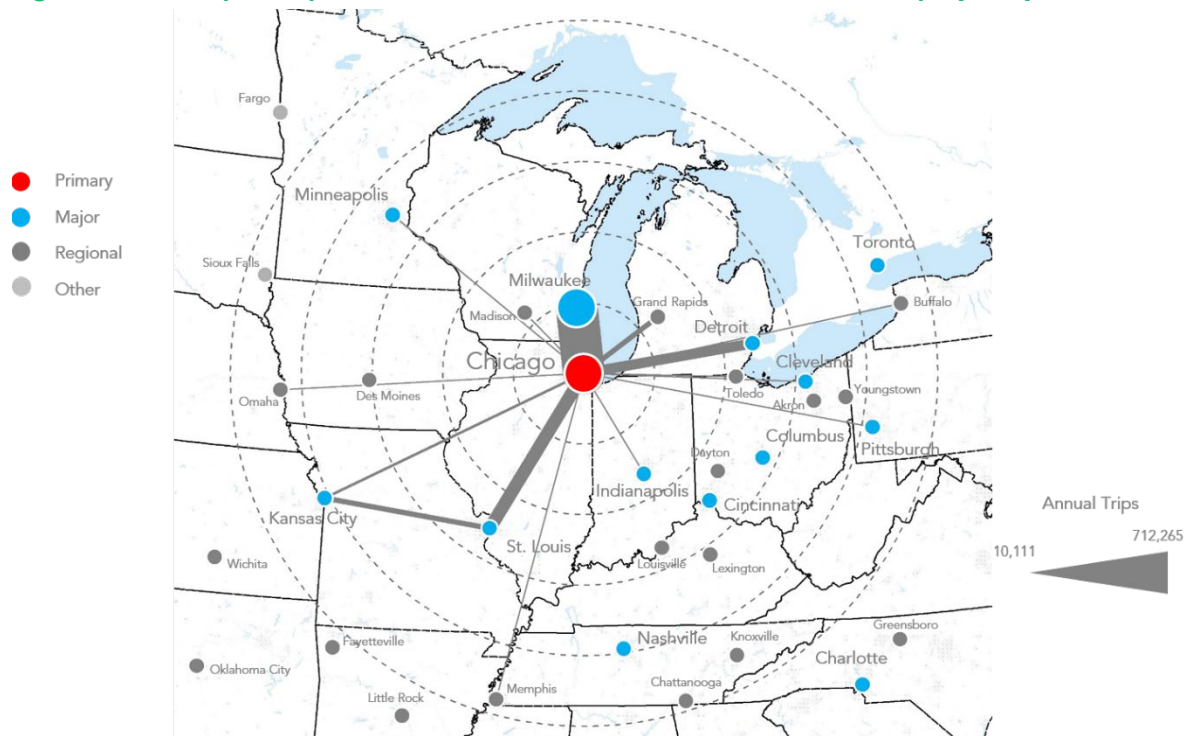 Fargo
Primary
Major
Regional
Other
Minneapolis
Toronto
Sioux Falls
Milwaukee
Grand Rapids
Buffalo
Madison
Detroit
Chicago
Cleveland
Omaha
Des Moines
Toledo
Akron
Youngstown
Columbus
Pittsburgh
Dayton
Indianapolis
Cincinnati
Kansas City
St. Louis
Annual Trips
712,265
10,111
Wichita
Louisville
Lexington
Fayetteville
Nashville
Knoxville
Greensboro
Oklahoma City
Charlotte
Little Rock
Memphis
Chattanooga